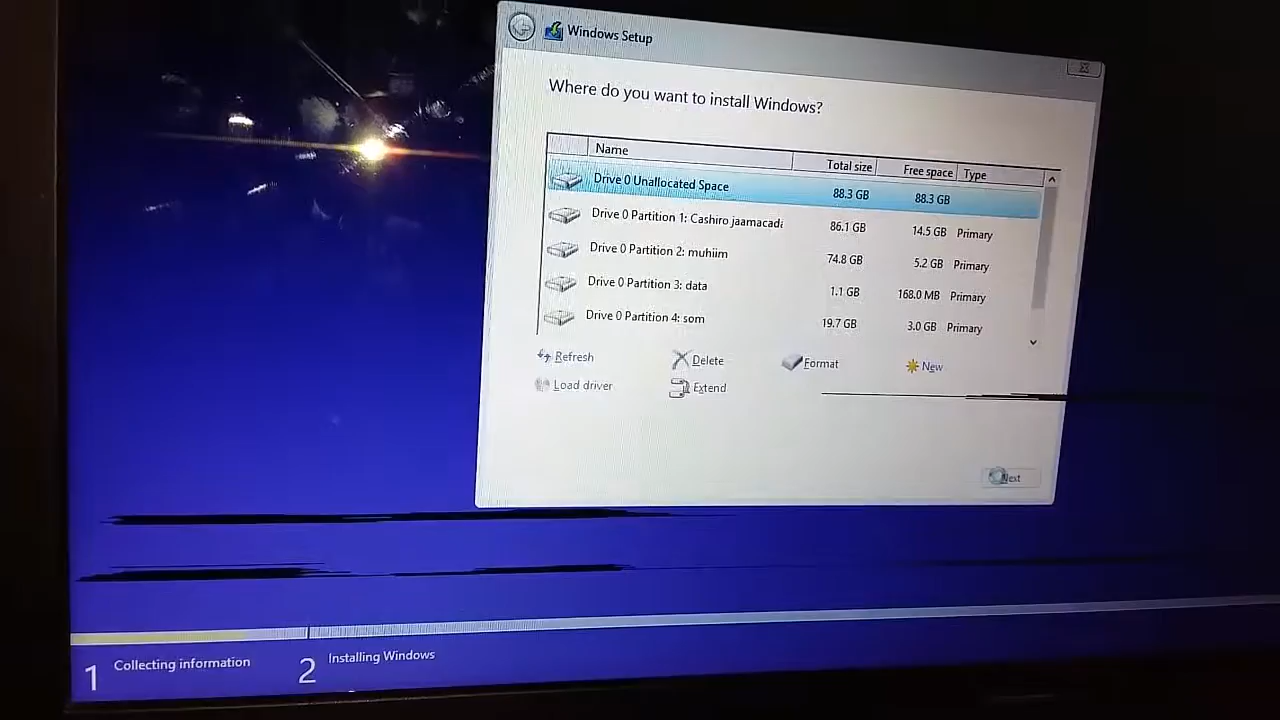 Windows Setup
Where do you want to install Windows?
Name Total size Free space Type
Drive 0 Unallocated Space 88.3 GB 88.3 GB
Drive 0 Partition 1: Cashiro jaamacada 86.1 GB 14.5 GB Primary
Drive 0 Partition 2: muhiim 74.8 GB 5.2 GB Primary
Drive 0 Partition 3: data 1.1 GB 168.0 MB Primary
Drive 0 Partition 4: som 19.7 GB 3.0 GB Primary
Refresh Delete Format New
Load driver Extend
Next
1 Collecting information 2 Installing Windows